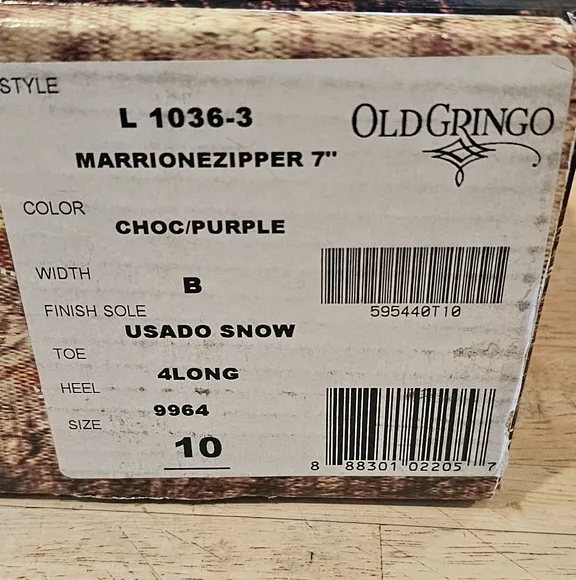 STYLE
L 1036-3
OLD GRINGO
MARRIONEZIPPER 7"
COLOR
CHOC/PURPLE
WIDTH
B
595440T10
FINISH SOLE
USADO SNOW
TOE
4LONG
HEEL
9964
SIZE
10
8 88301 02205 7